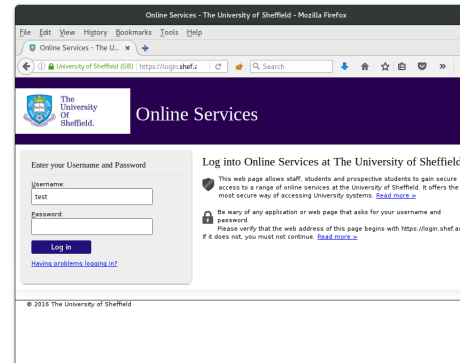 Online Services - The University of Sheffield - Mozilla Firefox
File Edit View History Bookmarks Tools Help
Online Services - The U...
University of Sheffield (GB) https://login.shef.a
Search
The
University
Of
Sheffield.
Online Services
Enter your Username and Password
Username:
test
Password:
Log in
Having problems logging in?
Log into Online Services at The University of Sheffield
This web page allows staff, students and prospective students to gain secure
access to a range of online services at the University of Sheffield. It offers the
most secure way of accessing University systems. Read more >
Be wary of any application or web page that asks for your username and
password.
Please verify that the web address of this page begins with https://login.shef.ac
If it does not, you must not continue. Read more >
© 2016 The University of Sheffield